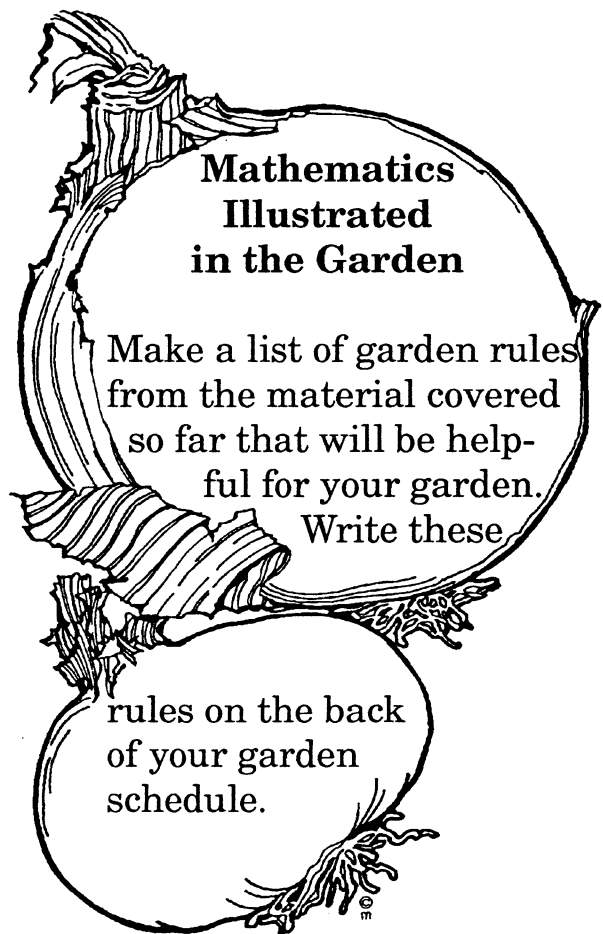 Mathematics
Illustrated
in the Garden
Make a list of garden rules
from the material covered
so far that will be help-
ful for your garden.
Write these
rules on the back
of your garden
schedule.
©
m